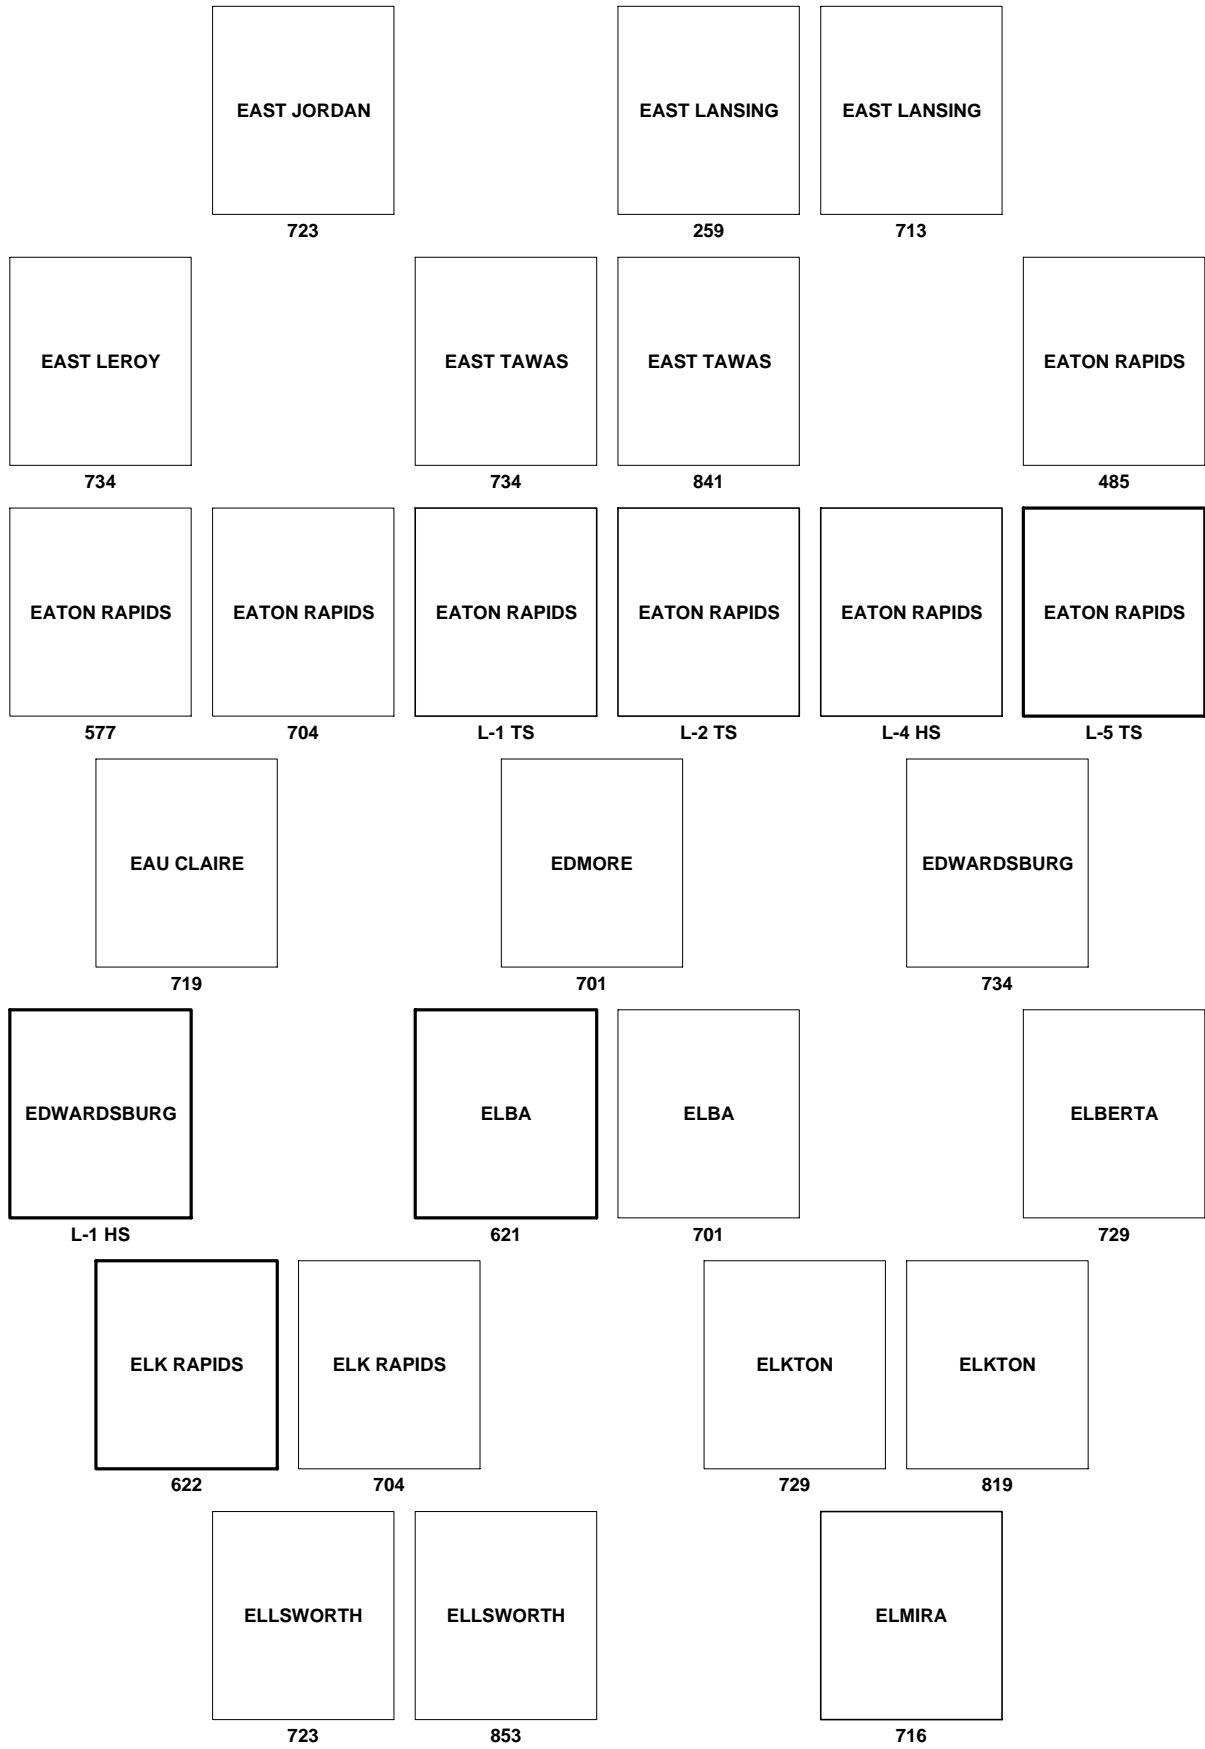 EAST JORDAN
EAST LANSING
EAST LANSING
723
259
713
EAST LEROY
EAST TAWAS
EAST TAWAS
EATON RAPIDS
734
734
841
485
EATON RAPIDS
EATON RAPIDS
EATON RAPIDS
EATON RAPIDS
EATON RAPIDS
EATON RAPIDS
577
704
L-1 TS
L-2 TS
L-4 HS
L-5 TS
EAU CLAIRE
EDMORE
EDWARDSBURG
719
701
734
EDWARDSBURG
ELBA
ELBA
ELBERTA
L-1 HS
621
701
729
ELK RAPIDS
ELK RAPIDS
ELKTON
ELKTON
622
704
729
819
ELLSWORTH
ELLSWORTH
ELMIRA
723
853
716